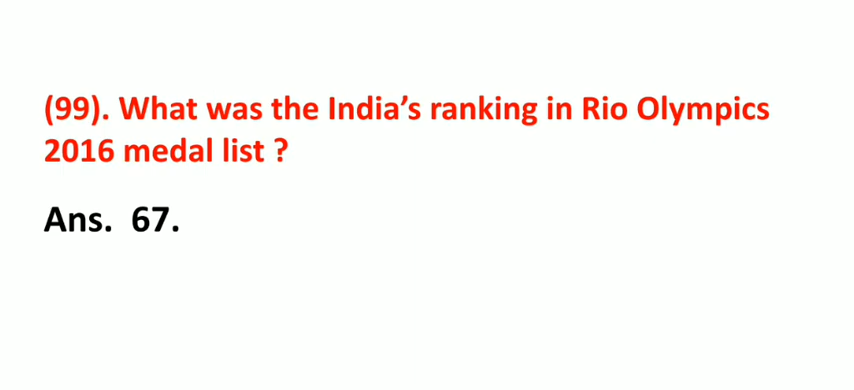 (99). What was the India’s ranking in Rio Olympics
2016 medal list ?
Ans.  67.